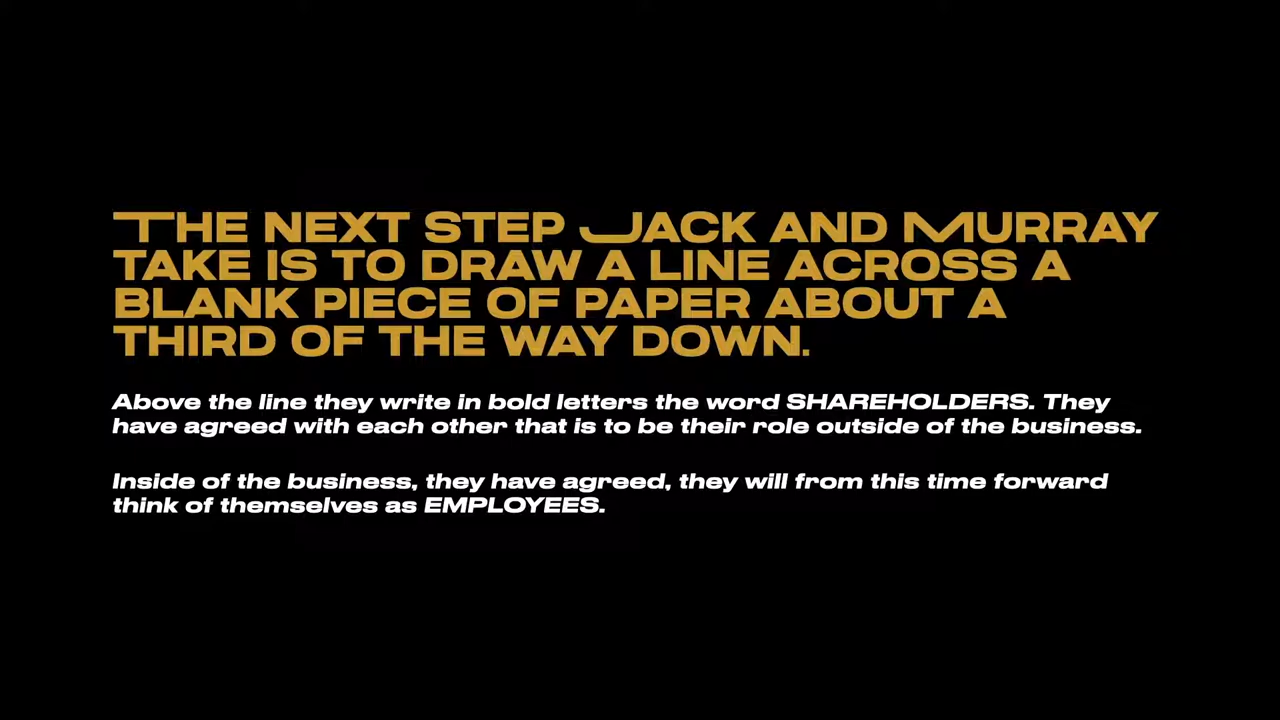 THE NEXT STEP JACK AND MURRAY
TAKE IS TO DRAW A LINE ACROSS A
BLANK PIECE OF PAPER ABOUT A
THIRD OF THE WAY DOWN.
Above the line they write in bold letters the word SHAREHOLDERS. They
have agreed with each other that is to be their role outside of the business.
Inside of the business, they have agreed, they will from this time forward
think of themselves as EMPLOYEES.